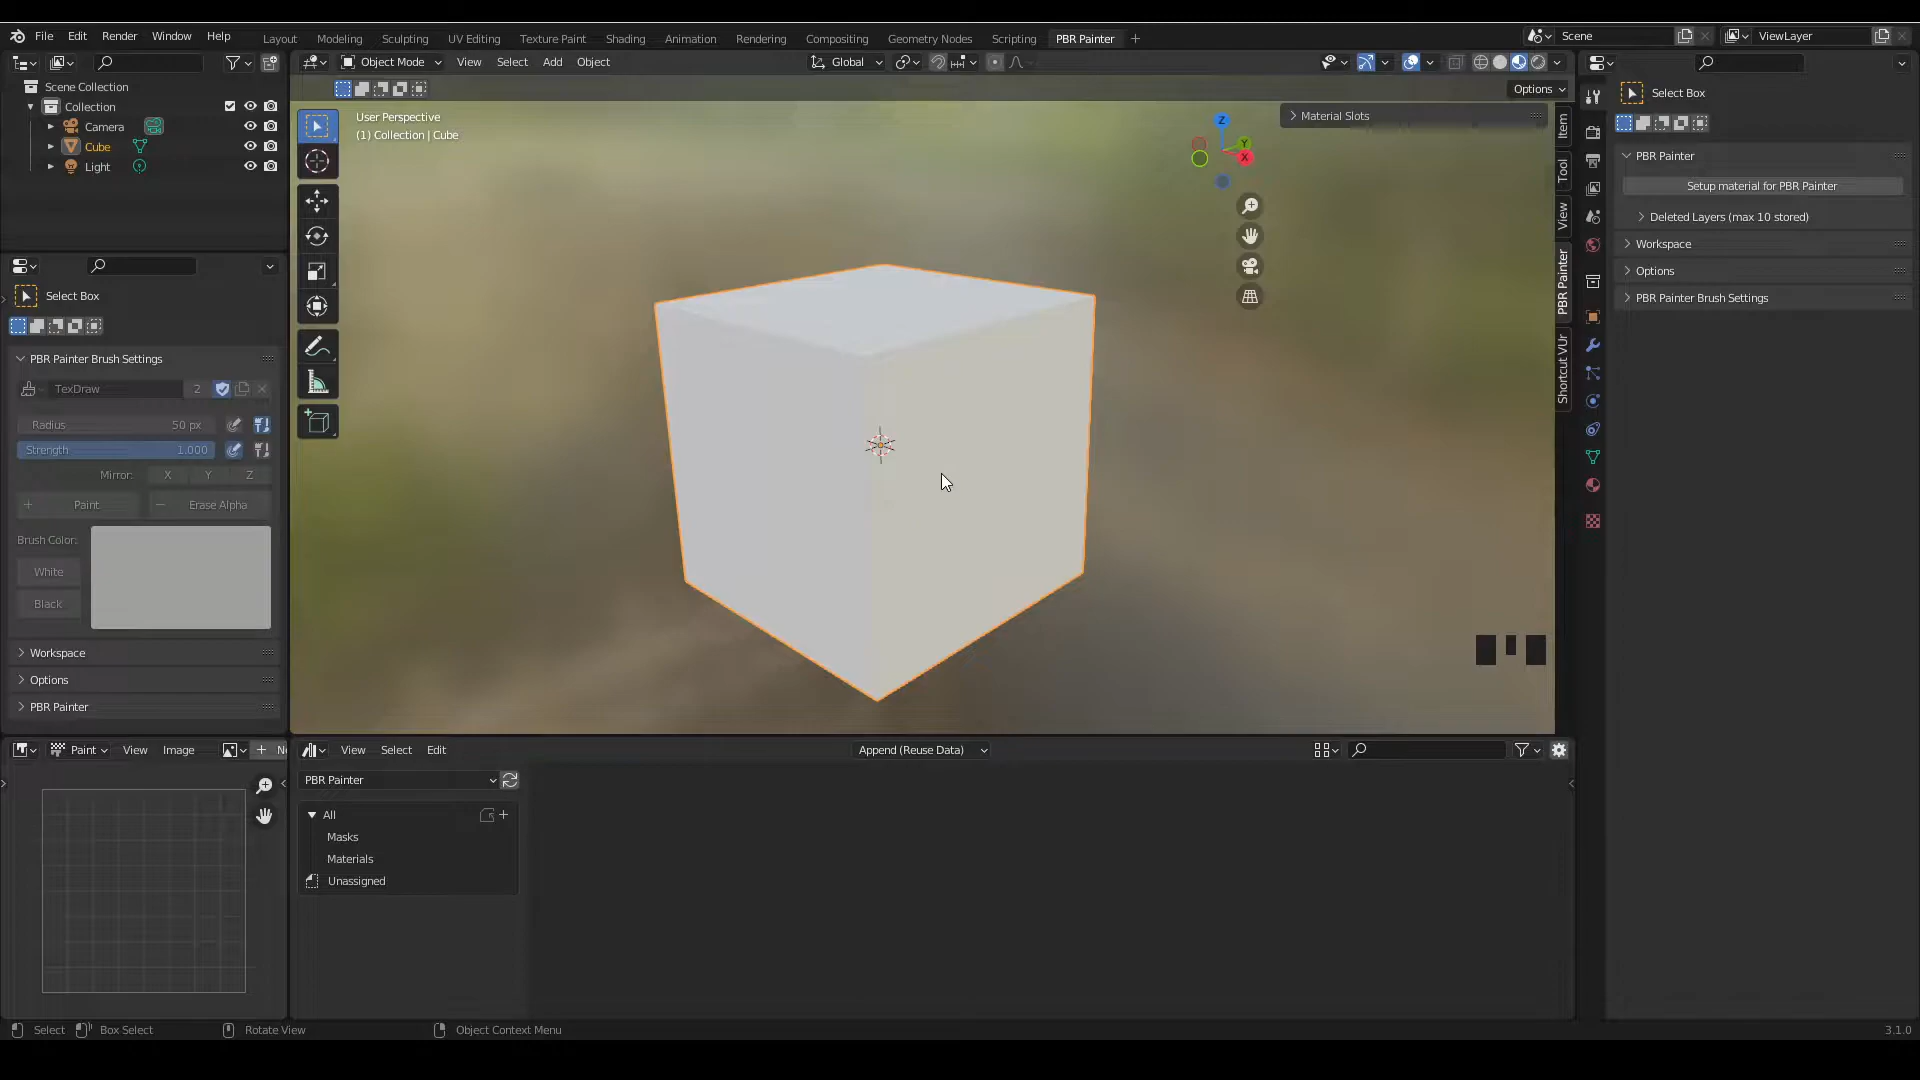 File Edit Render Window Help
Layout Modeling Sculpting UV Editing Texture Paint Shading Animation Rendering Compositing Geometry Nodes Scripting PBR Painter
Scene
ViewLayer
Scene Collection
Collection
Camera
Cube
Light
Object Mode View Select Add Object
Global
Options
User Perspective
(1) Collection | Cube
Z
Y
X
Material Slots
Item
Tool
View
PBR Painter
Shortcut VUr
Select Box
PBR Painter
Setup material for PBR Painter
Deleted Layers (max 10 stored)
Workspace
Options
PBR Painter Brush Settings
Select Box
PBR Painter Brush Settings
TexDraw 2
Radius 50 px
Strength 1.000
Mirror: X Y Z
Paint Erase Alpha
Brush Color:
White
Black
Workspace
Options
PBR Painter
Paint View Image
View Select Edit
Append (Reuse Data)
PBR Painter
All
Masks
Materials
Unassigned
Select Box Select Rotate View Object Context Menu
3.1.0